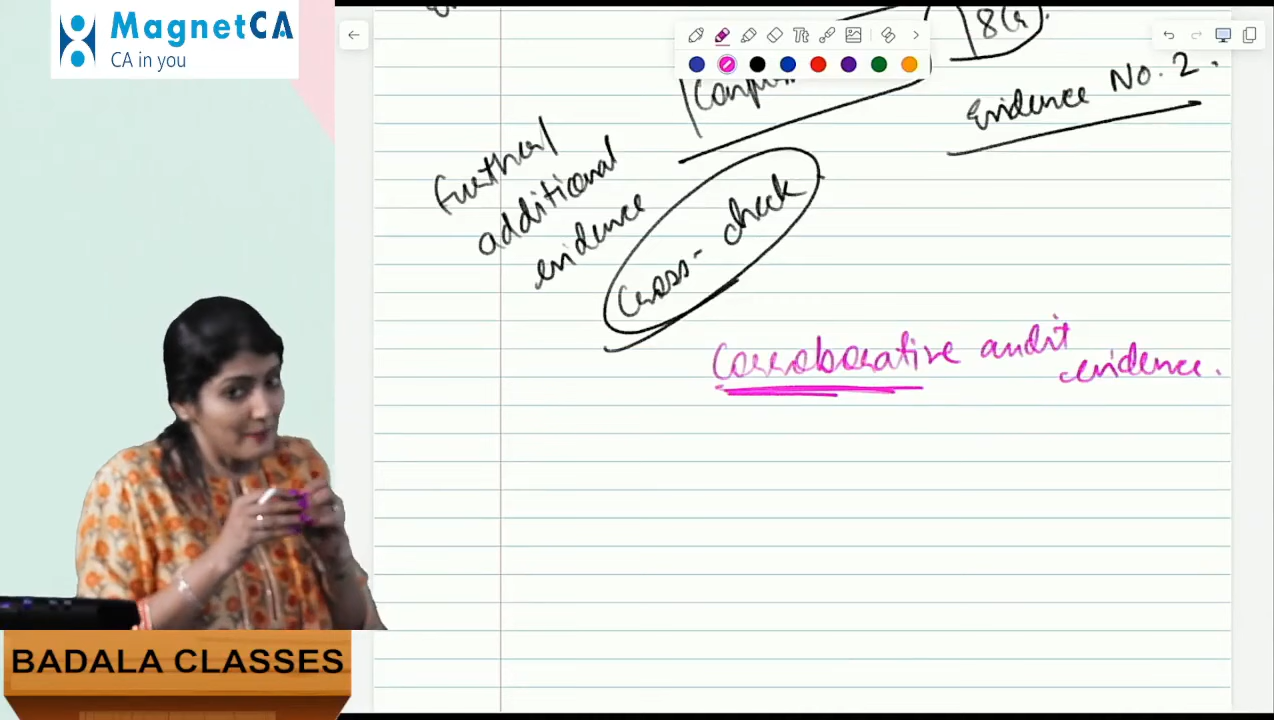 MagnetCA
CA in you
8(
Evidence No. 2.
Further/
additional
evidence
Cross-check
Corroborative audit
evidence.
BADALA CLASSES